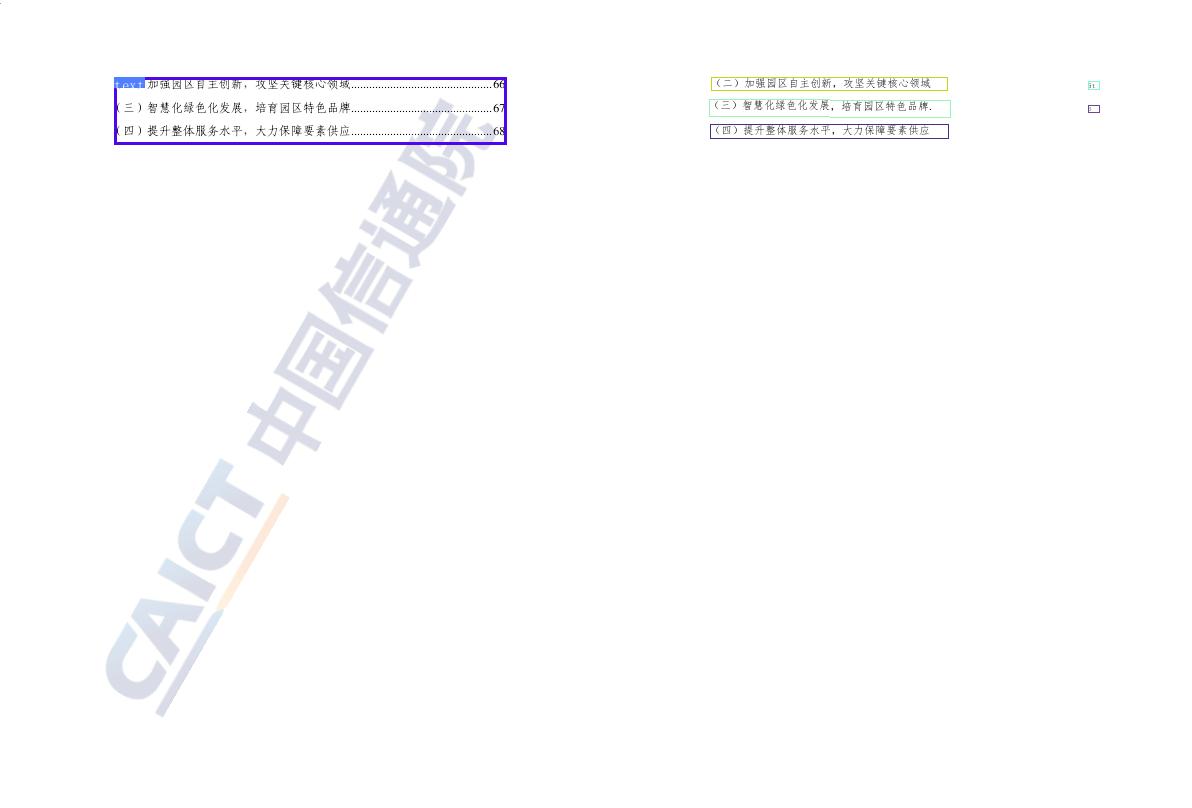 text 加强园区自主创新，攻坚关键核心领域................................................66
（三）智慧化绿色化发展，培育园区特色品牌................................................67
（四）提升整体服务水平，大力保障要素供应................................................68
CAICT 中国信通院
（二）加强园区自主创新，攻坚关键核心领域
（三）智慧化绿色化发展，培育园区特色品牌.
（四）提升整体服务水平，大力保障要素供应